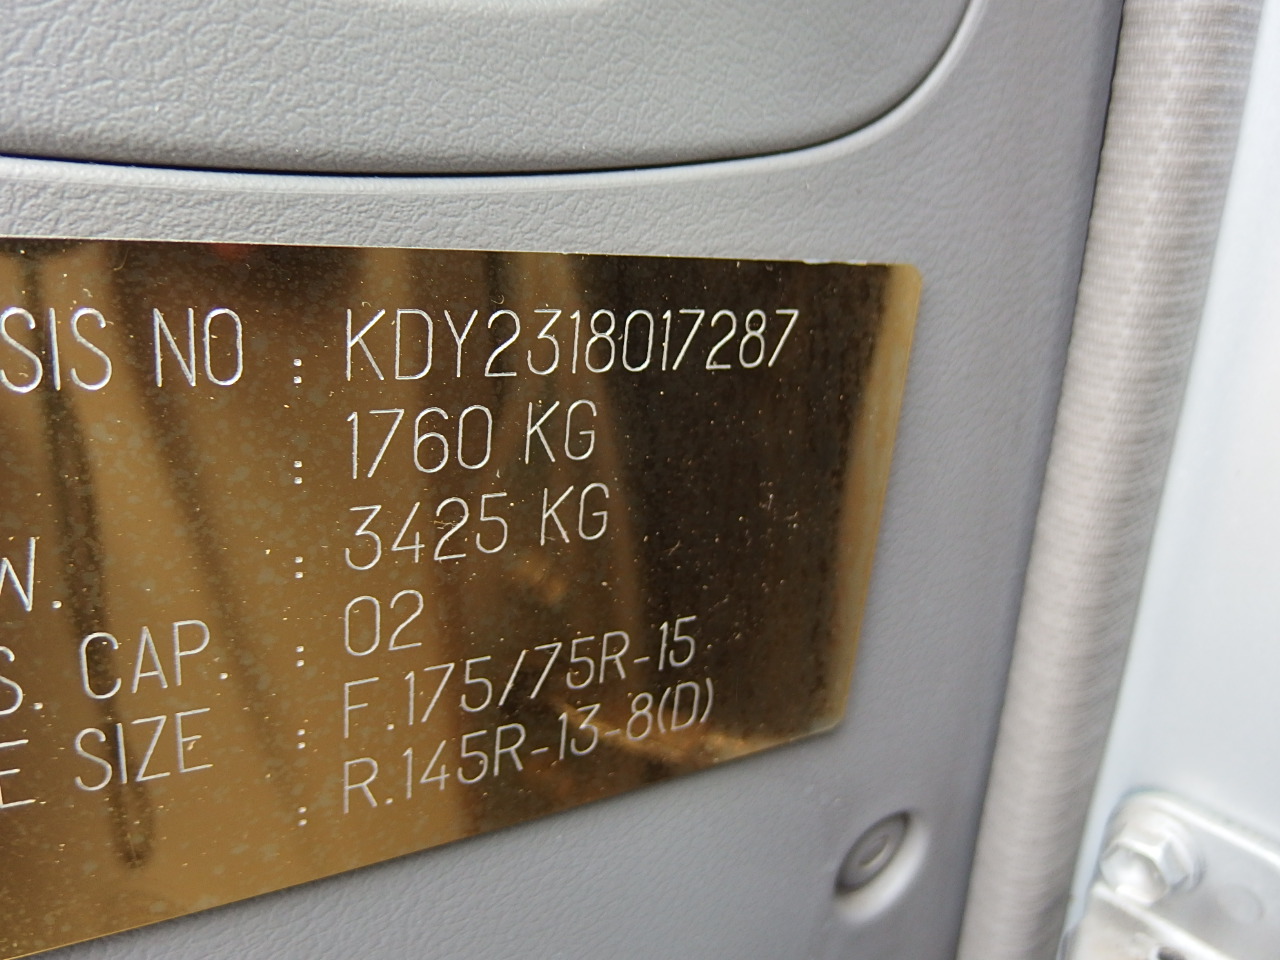 SIS NO : KDY2318017287
: 1760 KG
W. : 3425 KG
S. CAP. : 02
E SIZE : F.175/75R-15
: R.145R-13-8(D)